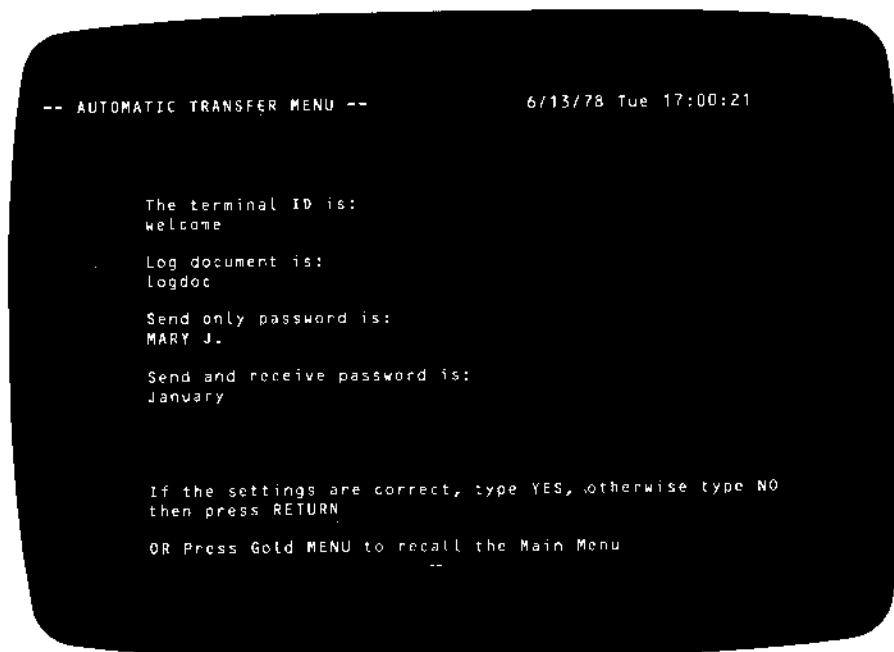 -- AUTOMATIC TRANSFER MENU -- 6/13/78 Tue 17:00:21
The terminal ID is:
welcome
Log document is:
logdoc
Send only password is:
MARY J.
Send and receive password is:
January
If the settings are correct, type YES, otherwise type NO
then press RETURN
OR Press Gold MENU to recall the Main Menu
--